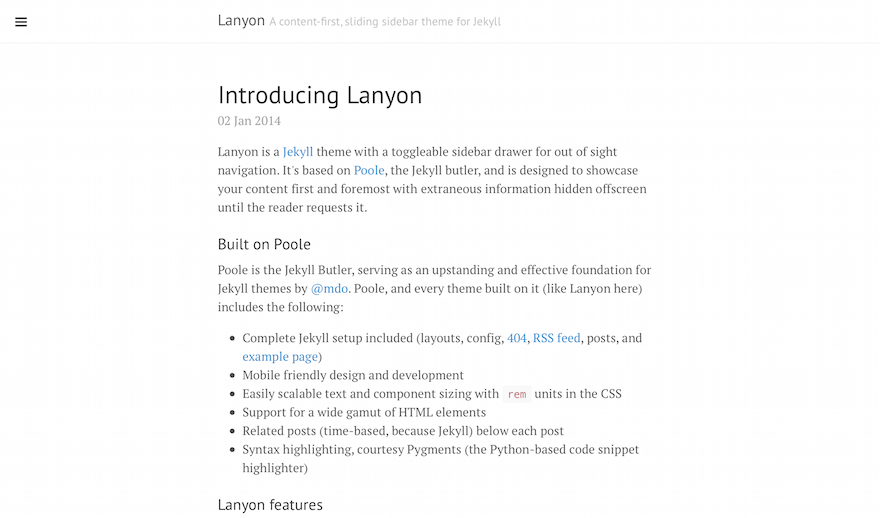 Lanyon A content-first, sliding sidebar theme for Jekyll
Introducing Lanyon
02 Jan 2014
Lanyon is a Jekyll theme with a toggleable sidebar drawer for out of sight
navigation. It's based on Poole, the Jekyll butler, and is designed to showcase
your content first and foremost with extraneous information hidden offscreen
until the reader requests it.
Built on Poole
Poole is the Jekyll Butler, serving as an upstanding and effective foundation for
Jekyll themes by @mdo. Poole, and every theme built on it (like Lanyon here)
includes the following:
Complete Jekyll setup included (layouts, config, 404, RSS feed, posts, and
example page)
Mobile friendly design and development
Easily scalable text and component sizing with rem units in the CSS
Support for a wide gamut of HTML elements
Related posts (time-based, because Jekyll) below each post
Syntax highlighting, courtesy Pygments (the Python-based code snippet
highlighter)
Lanyon features